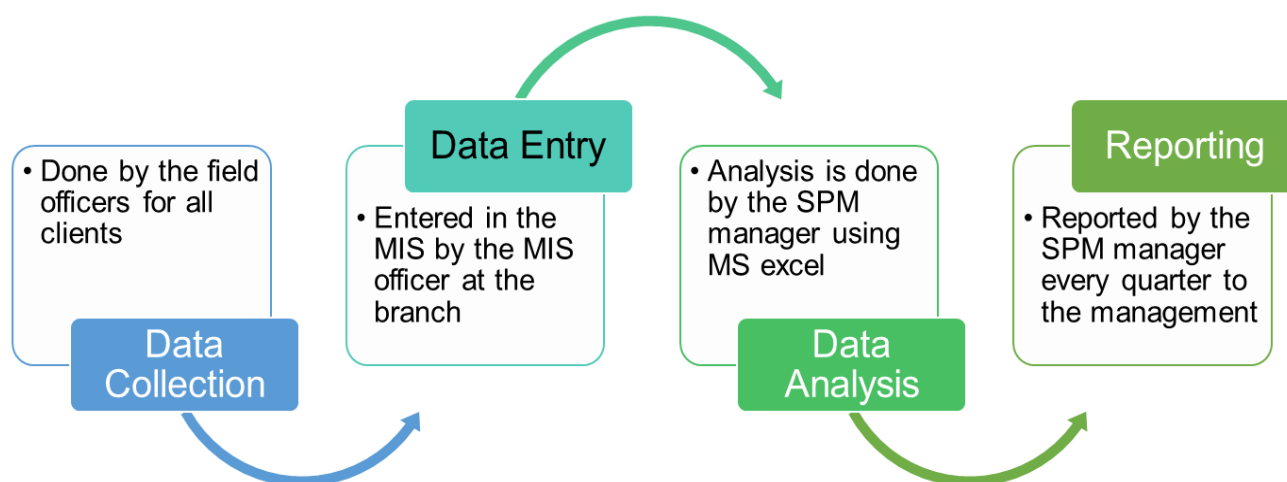 • Done by the field
officers for all
clients
Data
Collection
Data Entry
• Entered in the
MIS by the MIS
officer at the
branch
• Analysis is done
by the SPM
manager using
MS excel
Data
Analysis
Reporting
• Reported by the
SPM manager
every quarter to
the management